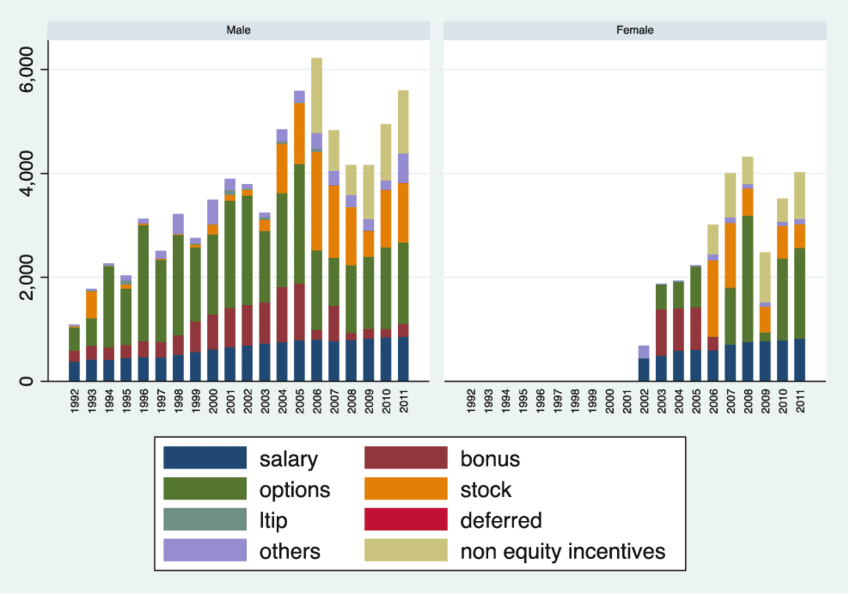 Male Female
6,000
4,000
2,000
0
1992 1993 1994 1995 1996 1997 1998 1999 2000 2001 2002 2003 2004 2005 2006 2007 2008 2009 2010 2011 1992 1993 1994 1995 1996 1997 1998 1999 2000 2001 2002 2003 2004 2005 2006 2007 2008 2009 2010 2011
salary bonus
options stock
ltip deferred
others non equity incentives